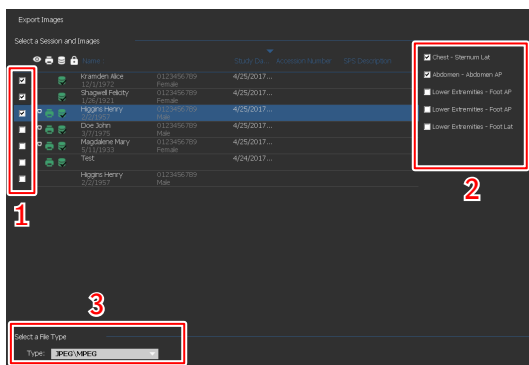 Export Images
Select a Session and Images
Name
Study Da... Accession Number SPS Description
Kramden Alice 0123456789 4/25/2017...
12/1/1972 Female
Shagwell Felicity 0123456789 4/25/2017...
1/26/1921 Female
Higgins Henry 0123456789 4/25/2017...
2/2/1957 Male
Doe John 0123456789 4/25/2017...
3/7/1975 Male
Magdalene Mary 0123456789 4/25/2017...
5/11/1933 Female
Test 4/24/2017...
Higgins Henry 0123456789
2/2/1957 Male
1
Chest - Sternum Lat
Abdomen - Abdomen AP
Lower Extremities - Foot AP
Lower Extremities - Foot AP
Lower Extremities - Foot Lat
2
3
Select a File Type
Type: JPEG\MPEG